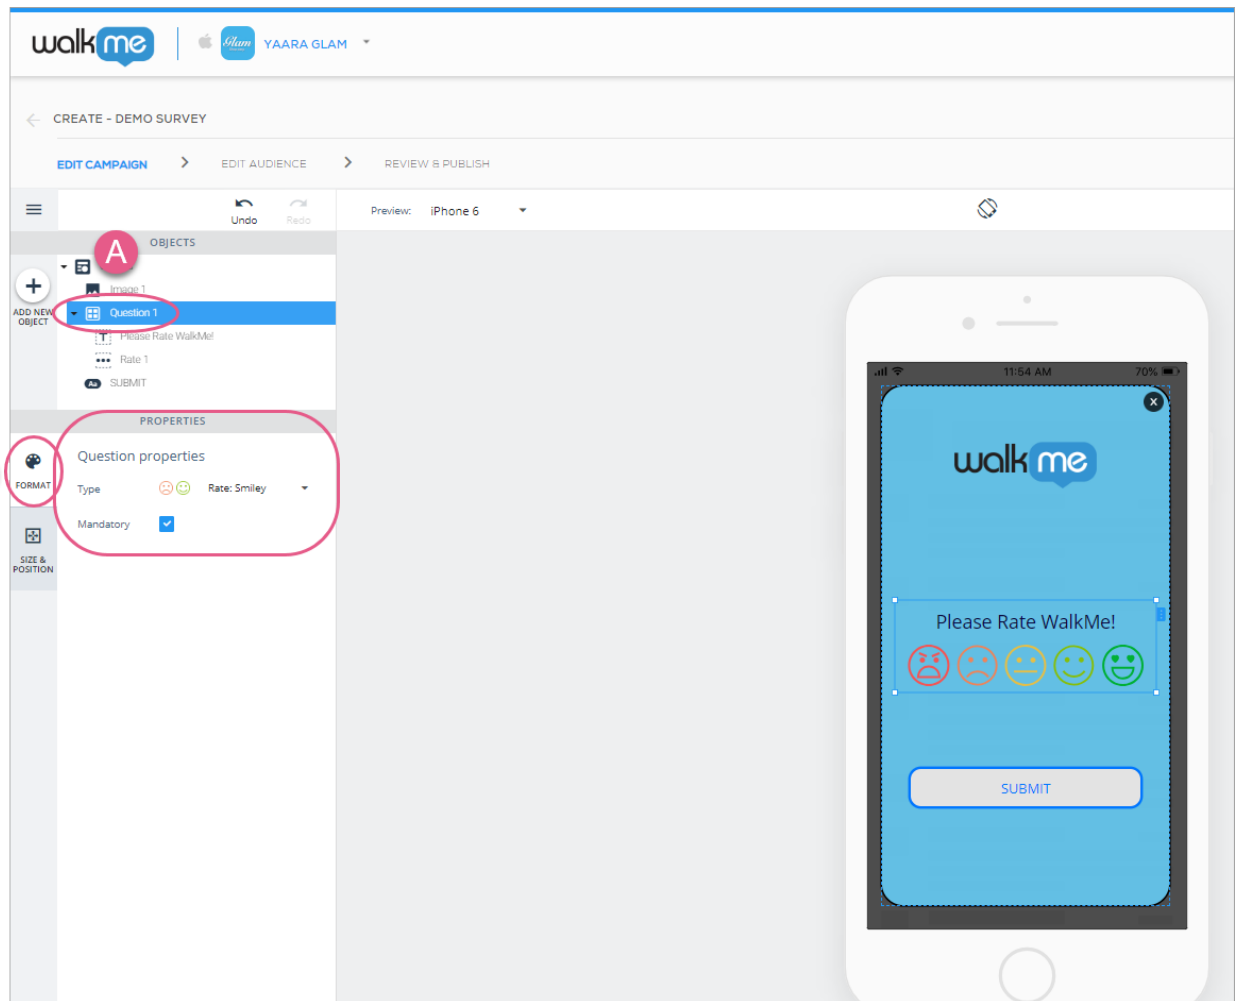 walkme
Glam YAARA GLAM
CREATE - DEMO SURVEY
EDIT CAMPAIGN > EDIT AUDIENCE > REVIEW & PUBLISH
Undo Redo
Preview: iPhone 6
OBJECTS
A
Image 1
ADD NEW OBJECT
Question 1
T Please Rate WalkMe!
Rate 1
Aa SUBMIT
PROPERTIES
FORMAT
Question properties
Type Rate: Smiley
Mandatory
SIZE & POSITION
11:54 AM 70%
x
walkme
Please Rate WalkMe!
SUBMIT